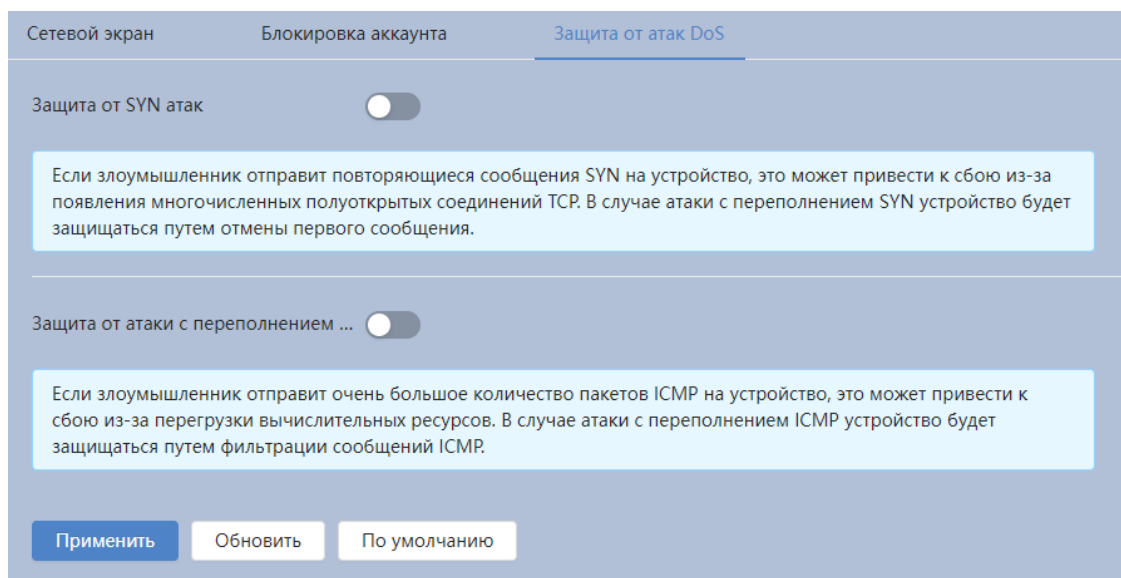 Сетевой экран Блокировка аккаунта Защита от атак DoS
Защита от SYN атак
Если злоумышленник отправит повторяющиеся сообщения SYN на устройство, это может привести к сбою из-за
появления многочисленных полуоткрытых соединений TCP. В случае атаки с переполнением SYN устройство будет
защищаться путем отмены первого сообщения.
Защита от атаки с переполнением ...
Если злоумышленник отправит очень большое количество пакетов ICMP на устройство, это может привести к
сбою из-за перегрузки вычислительных ресурсов. В случае атаки с переполнением ICMP устройство будет
защищаться путем фильтрации сообщений ICMP.
Применить Обновить По умолчанию